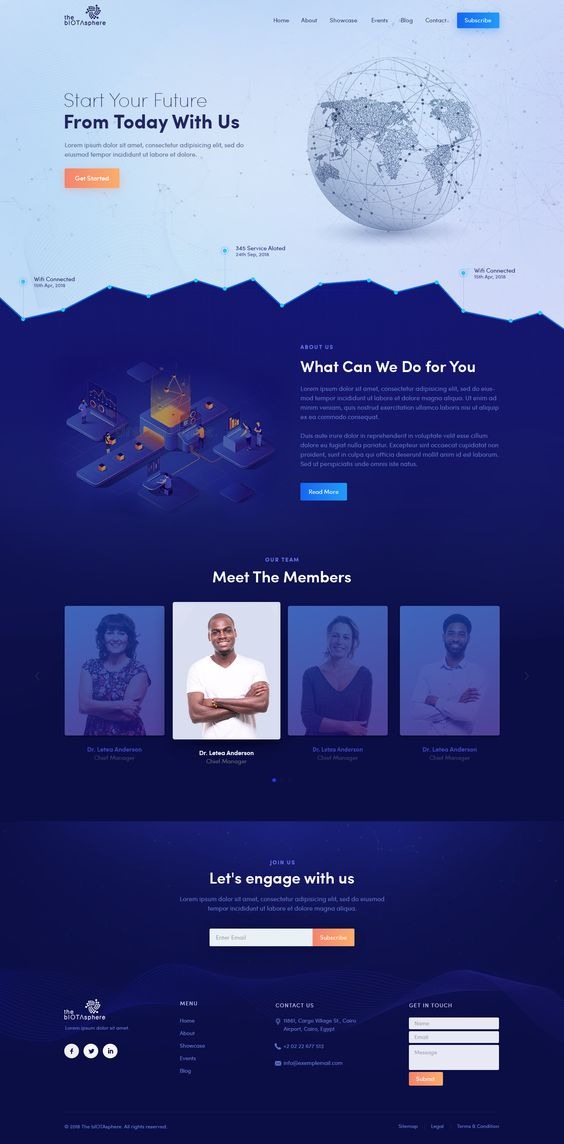 the
bIOTAsphere
Home About Showcase Events Blog Contact Subscribe
Start Your Future
From Today With Us
Lorem ipsum dolor sit amet, consectetur adipisicing elit, sed do
eiusmod tempor incididunt ut labore et dolore.
Get Started
345 Service Aloted
24th Sep, 2018
Wifi Connected
15th Apr, 2018
Wifi Connected
15th Apr, 2018
ABOUT US
What Can We Do for You
Lorem ipsum dolor sit amet, consectetur adipisicing elit, sed do eius-
mod tempor incididunt ut labore et dolore magna aliqua. Ut enim ad
minim veniam, quis nostrud exercitation ullamco laboris nisi ut aliquip
ex ea commodo consequat.
Duis aute irure dolor in reprehenderit in voluptate velit esse cillum
dolore eu fugiat nulla pariatur. Excepteur sint occaecat cupidatat non
proident, sunt in culpa qui officia deserunt mollit anim id est laborum.
Sed ut perspiciatis unde omnis iste natus.
Read More
OUR TEAM
Meet The Members
Dr. Letea Anderson
Chief Manager
Dr. Letea Anderson
Chief Manager
Dr. Letea Anderson
Chief Manager
Dr. Letea Anderson
Chief Manager
JOIN US
Let's engage with us
Lorem ipsum dolor sit amet, consectetur adipisicing elit, sed do eiusmod
tempor incididunt ut labore et dolore magna aliqua.
Enter Email Subscribe
the
bIOTAsphere
Lorem ipsum dolor sit amet
MENU
Home
About
Showcase
Events
Blog
CONTACT US
11861, Cargo Village St., Cairo
Airport, Cairo, Egypt
+2 02 22 677 513
info@exemplemail.com
GET IN TOUCH
Name
Email
Message
Submit
© 2018 The bIOTAsphere. All rights reserved.
Sitemap Legal Terms & Condition